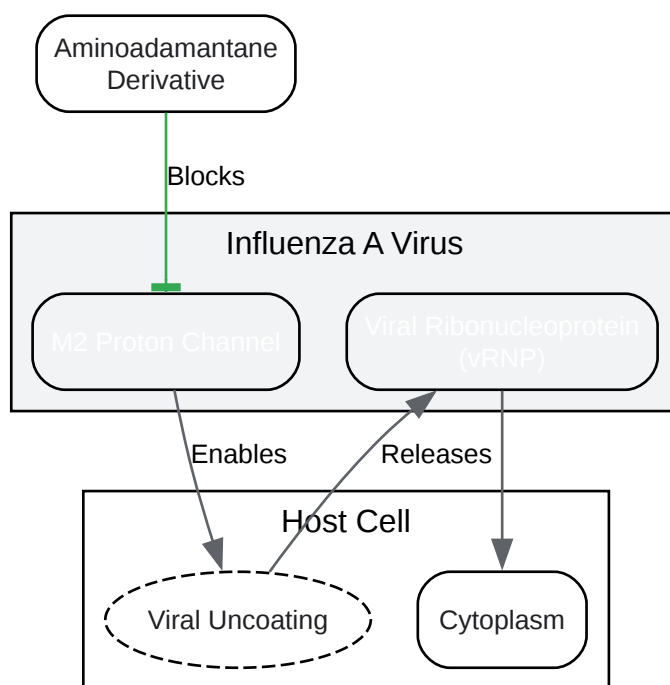 Aminoadamantane
Derivative
Blocks
Influenza A Virus
M2 Proton Channel
Viral Ribonucleoprotein
(vRNP)
Enables
Releases
Host Cell
Viral Uncoating
Cytoplasm